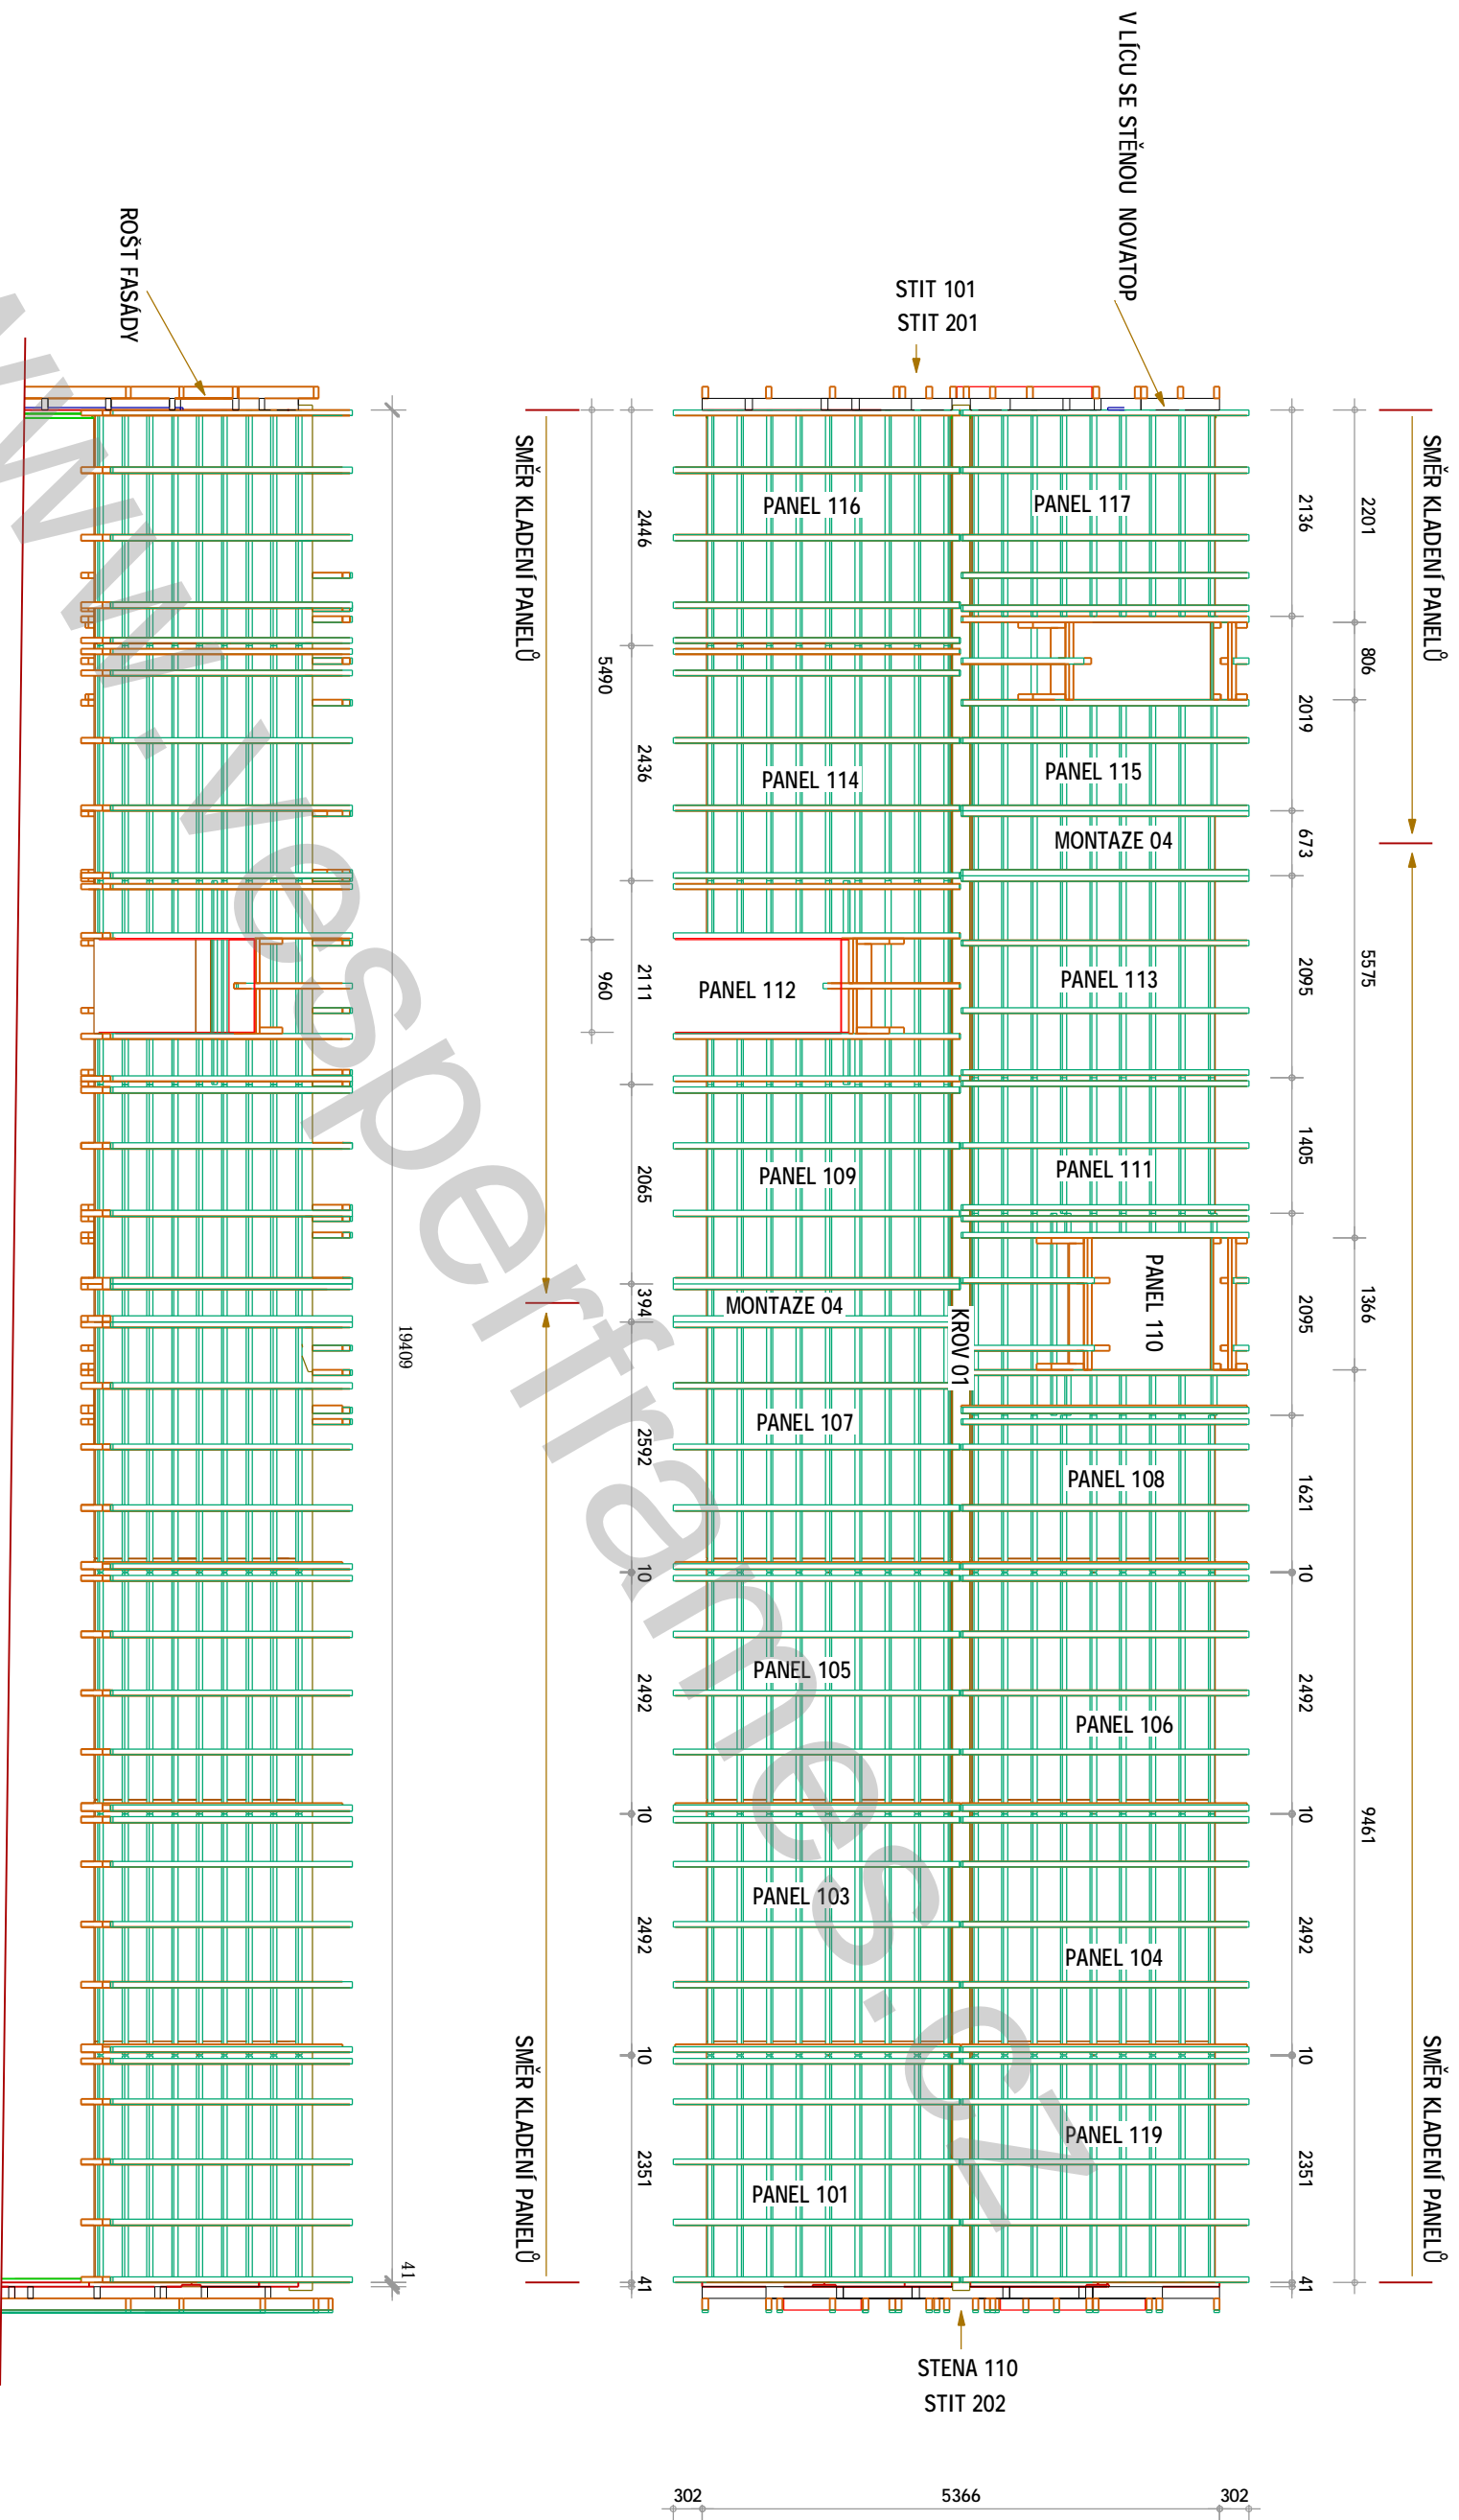 V LÍCU SE STĚNOU NOVATOP
ROŠT FASÁDY
STIT 101
STIT 201
SMĚR KLADENÍ PANELŮ
SMĚR KLADENÍ PANELŮ
PANEL 116
PANEL 117
2446
2136
2201
5490
806
2019
2436
PANEL 114
PANEL 115
MONTAZE 04
673
PANEL 112
PANEL 113
960
2111
2095
5575
PANEL 109
PANEL 111
2065
1405
PANEL 110
MONTAZE 04
KROV 01
394
2095
1366
19409
PANEL 107
PANEL 108
2592
1621
10
10
PANEL 105
PANEL 106
2492
2492
10
10
9461
PANEL 103
PANEL 104
2492
2492
10
10
SMĚR KLADENÍ PANELŮ
SMĚR KLADENÍ PANELŮ
PANEL 119
PANEL 101
2351
2351
41
41
41
STENA 110
STIT 202
302
5366
302
www.vesperframes.cz